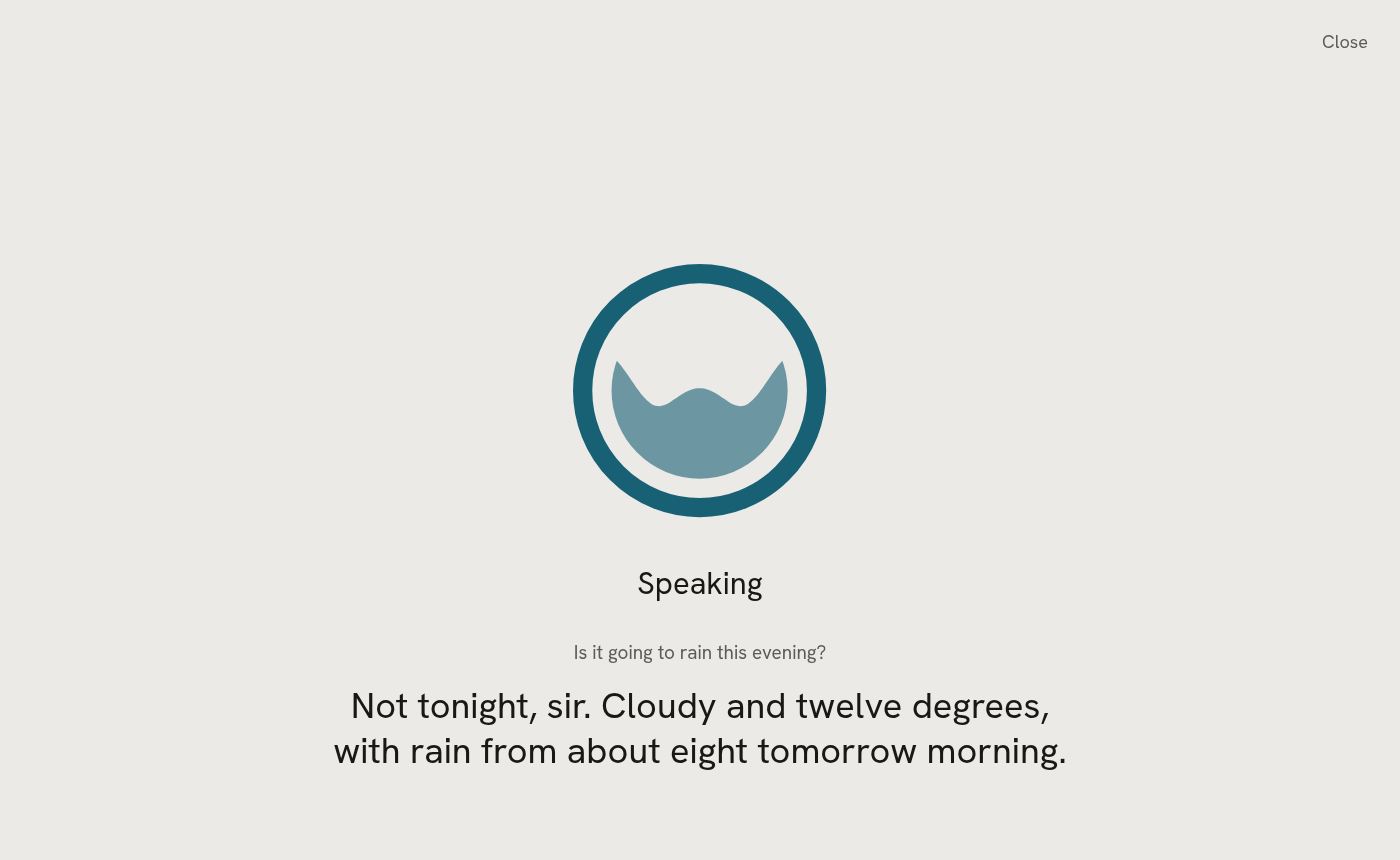 Close
Speaking
Is it going to rain this evening?
Not tonight, sir. Cloudy and twelve degrees,
with rain from about eight tomorrow morning.